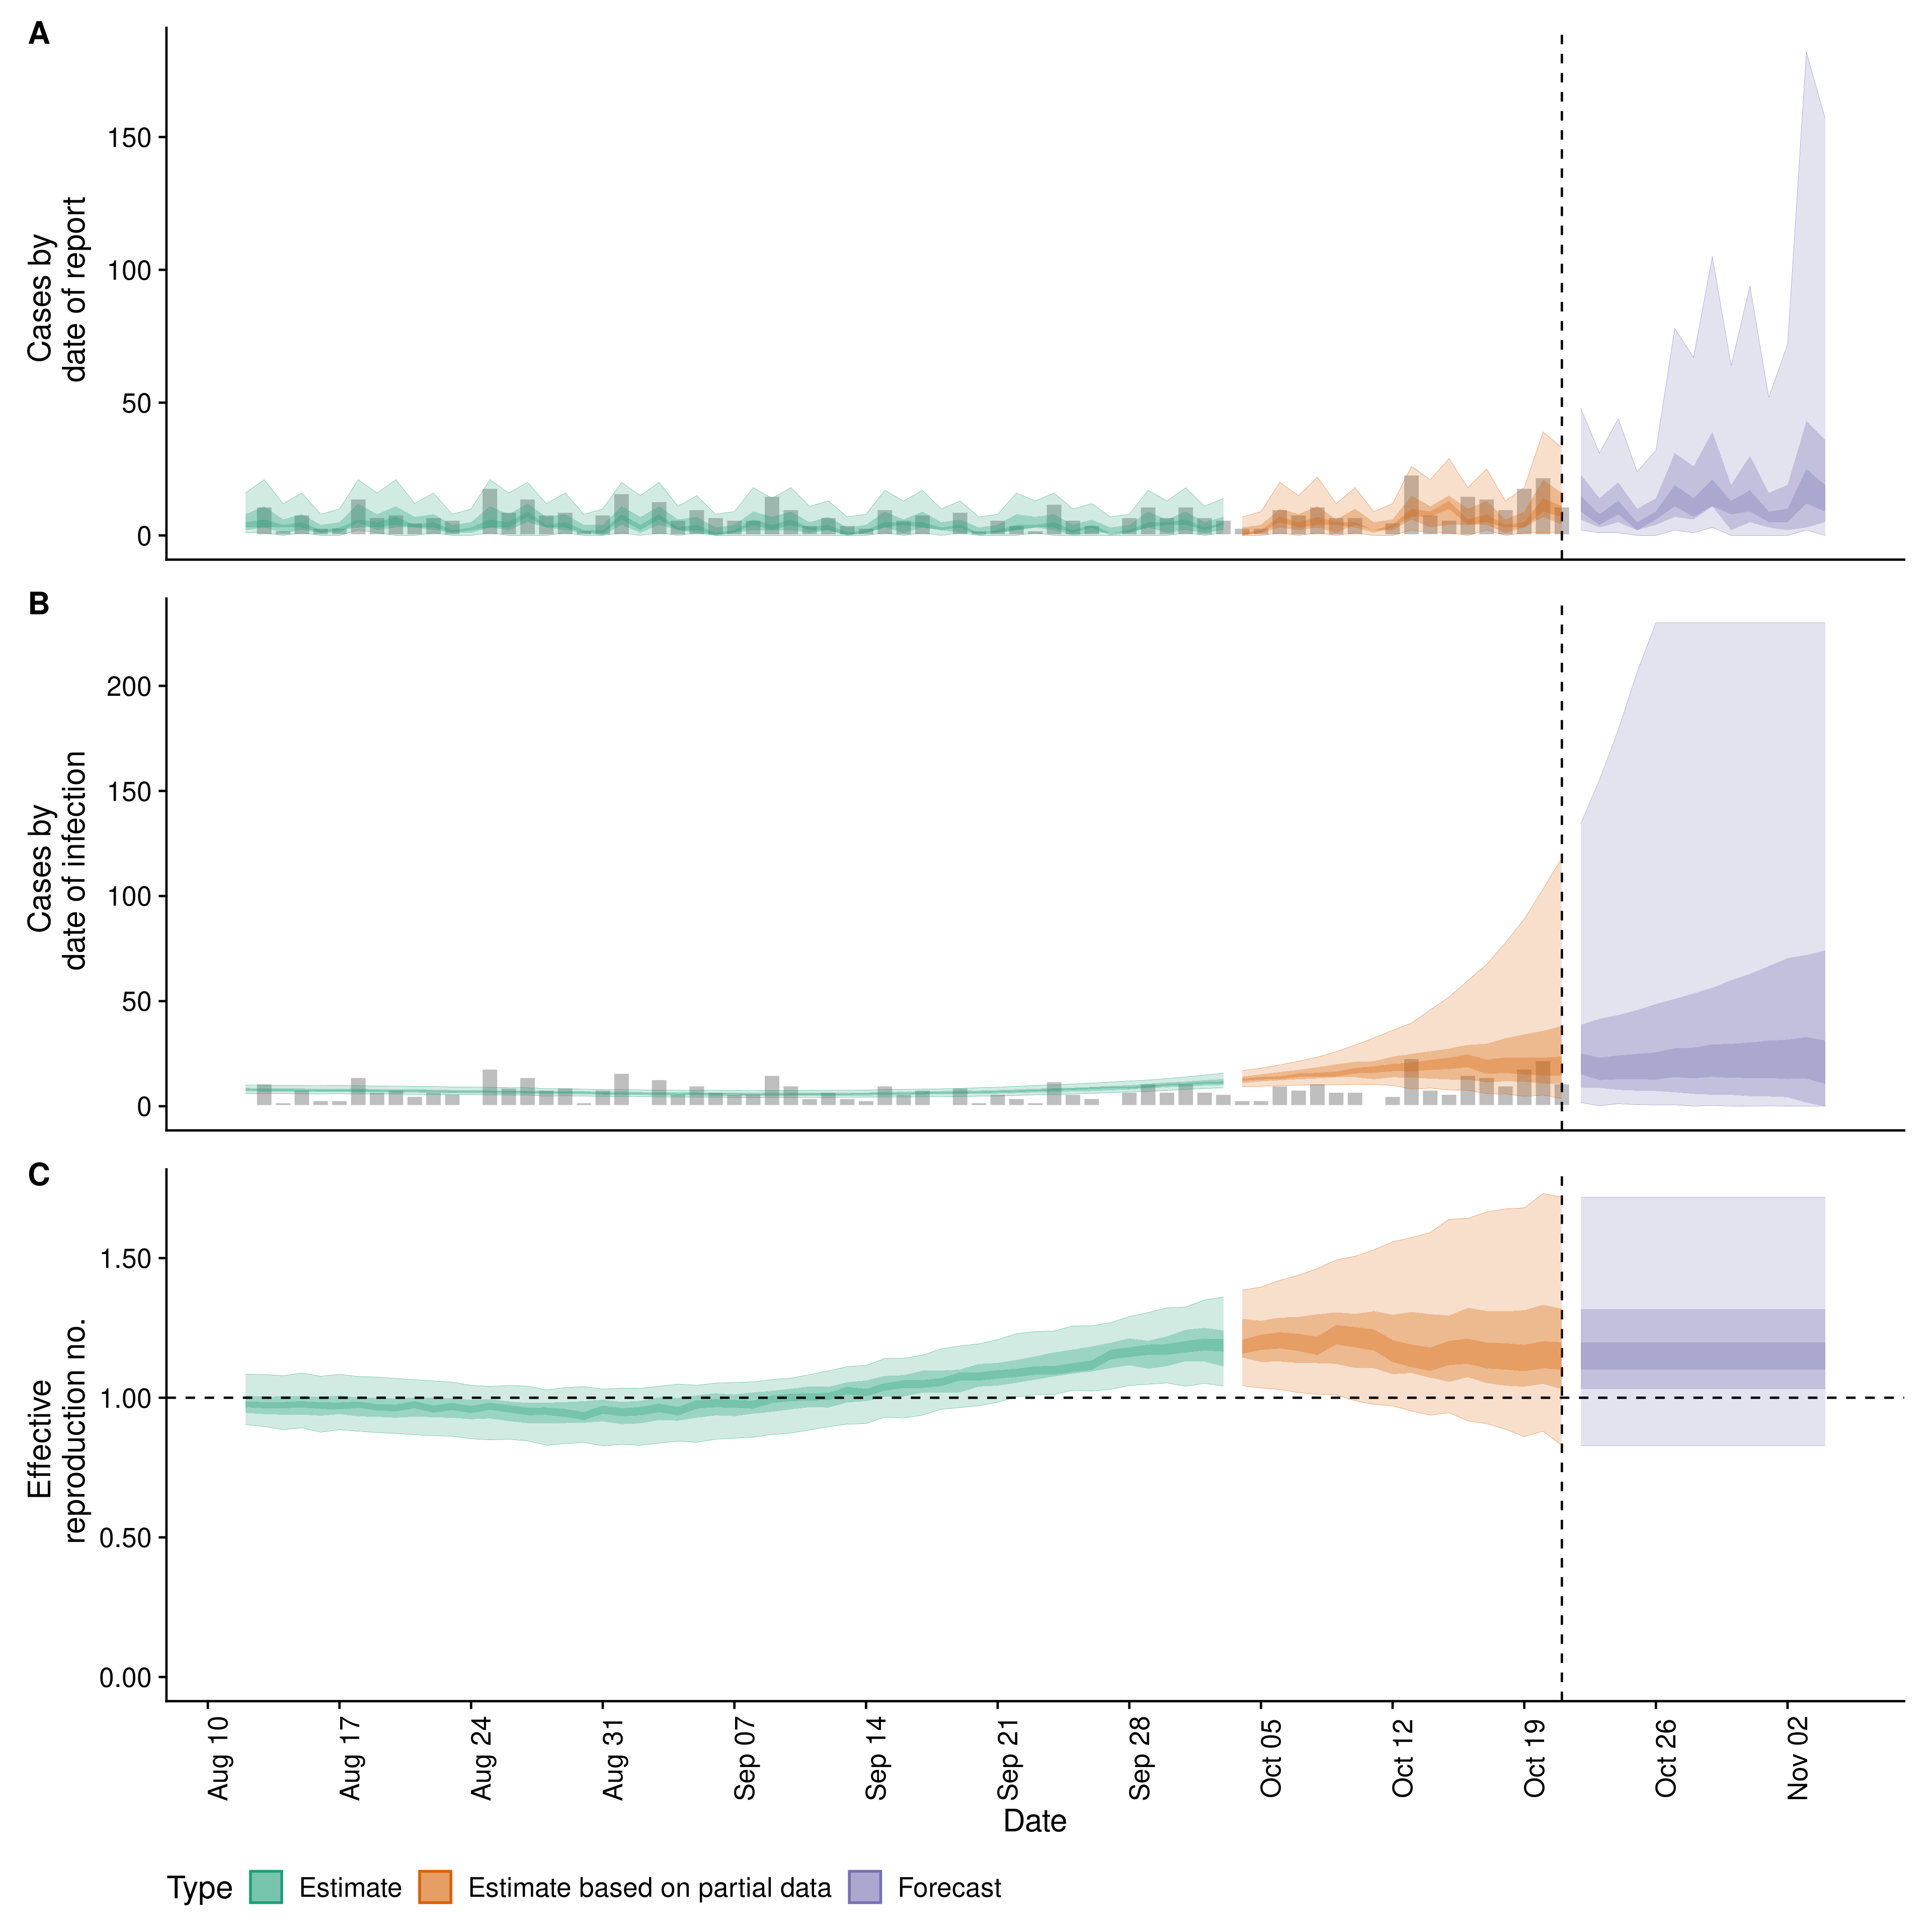 A
Cases by
date of report
150
100
50
0
B
Cases by
date of infection
200
150
100
50
0
C
Effective
reproduction no.
1.50
1.00
0.50
0.00
Aug 10
Aug 17
Aug 24
Aug 31
Sep 07
Sep 14
Sep 21
Sep 28
Oct 05
Oct 12
Oct 19
Oct 26
Nov 02
Date
Type Estimate Estimate based on partial data Forecast